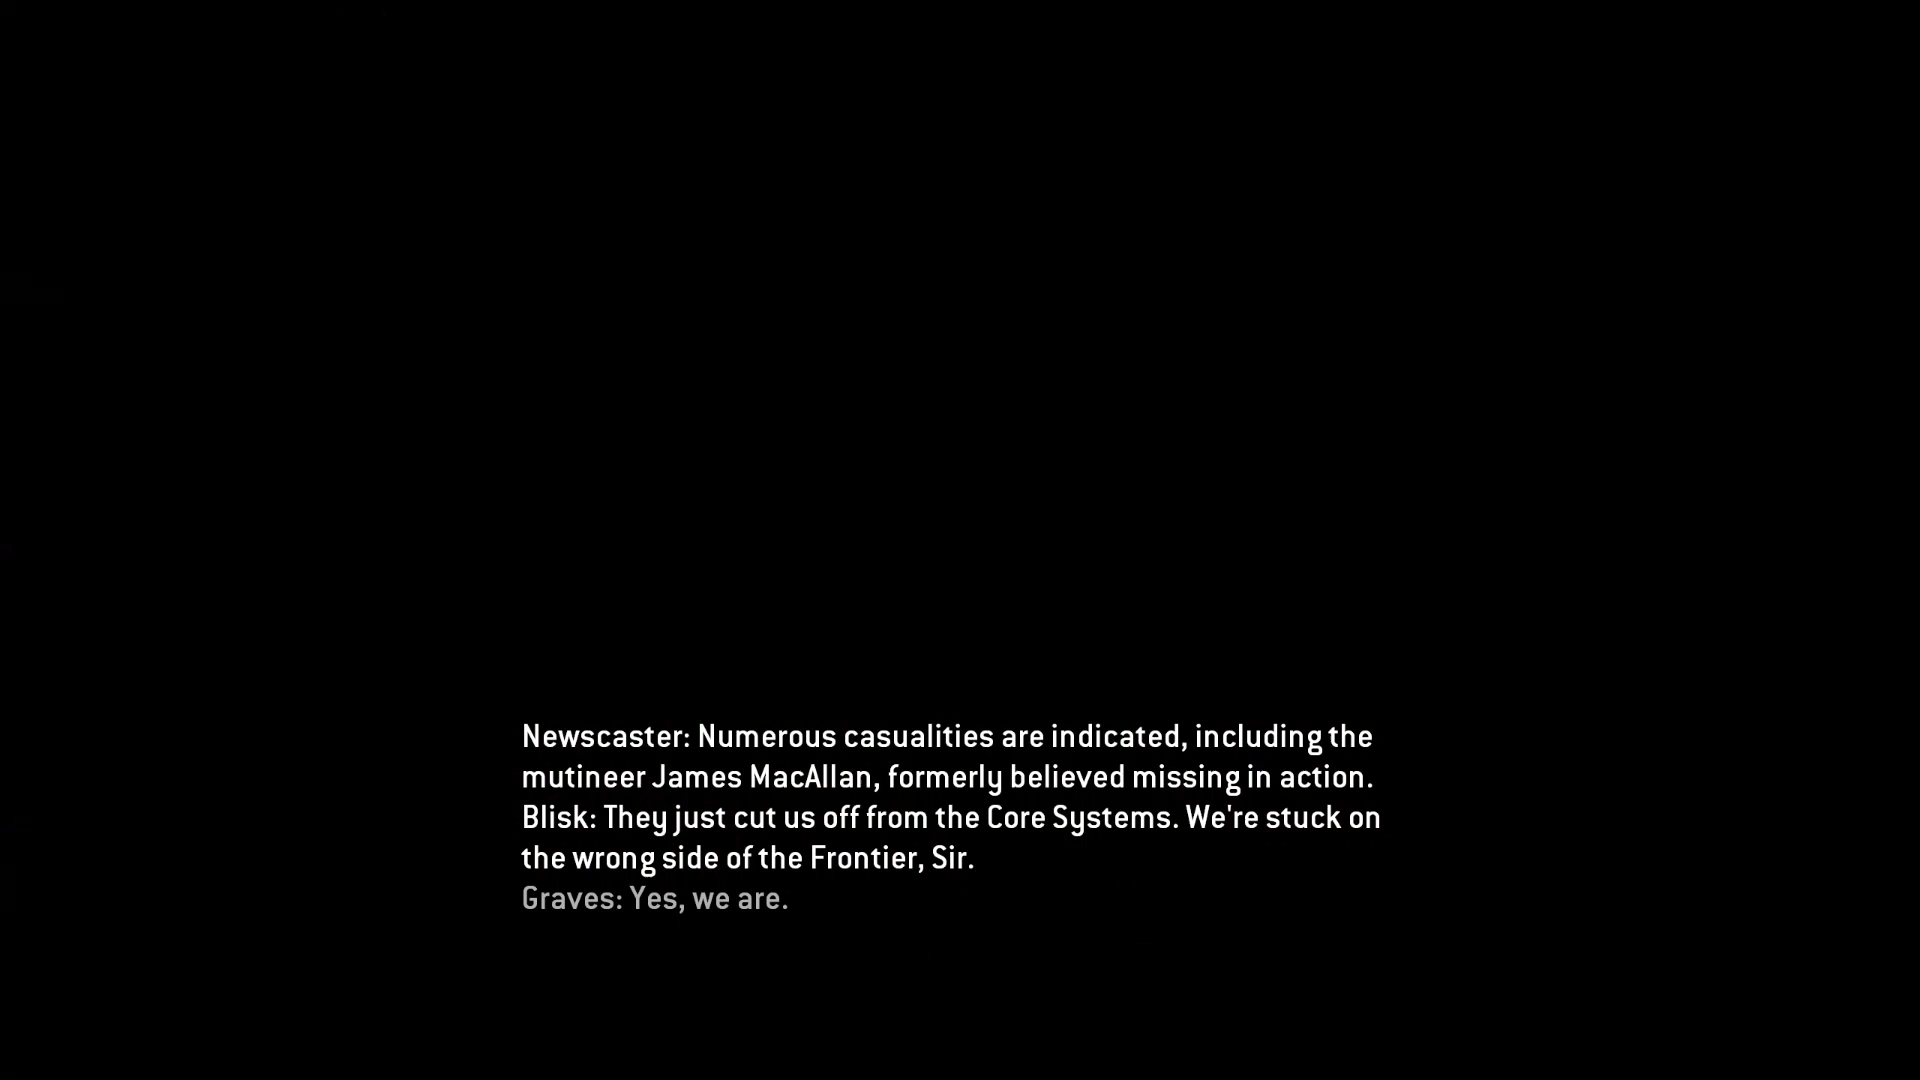 Newscaster: Numerous casualities are indicated, including the
mutineer James MacAllan, formerly believed missing in action.
Blisk: They just cut us off from the Core Systems. We're stuck on
the wrong side of the Frontier, Sir.
Graves: Yes, we are.